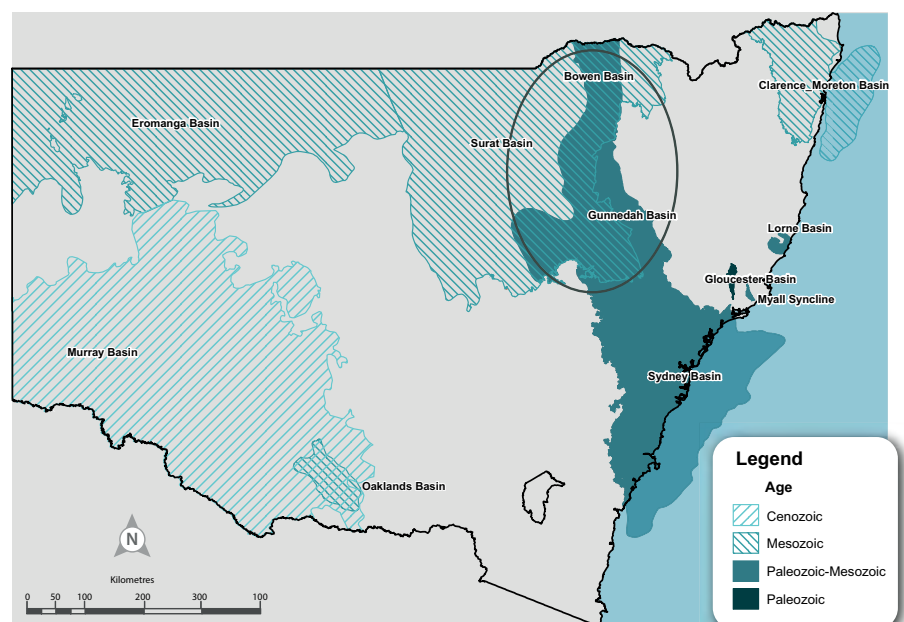 Bowen Basin
Clarence_Moreton Basin
Eromanga Basin
Surat Basin
Gunnedah Basin
Lorne Basin
Gloucester Basin
Myall Syncline
Murray Basin
Sydney Basin
Oaklands Basin
N
Kilometres
0 50 100 200 300 100
Legend
Age
Cenozoic
Mesozoic
Paleozoic-Mesozoic
Paleozoic